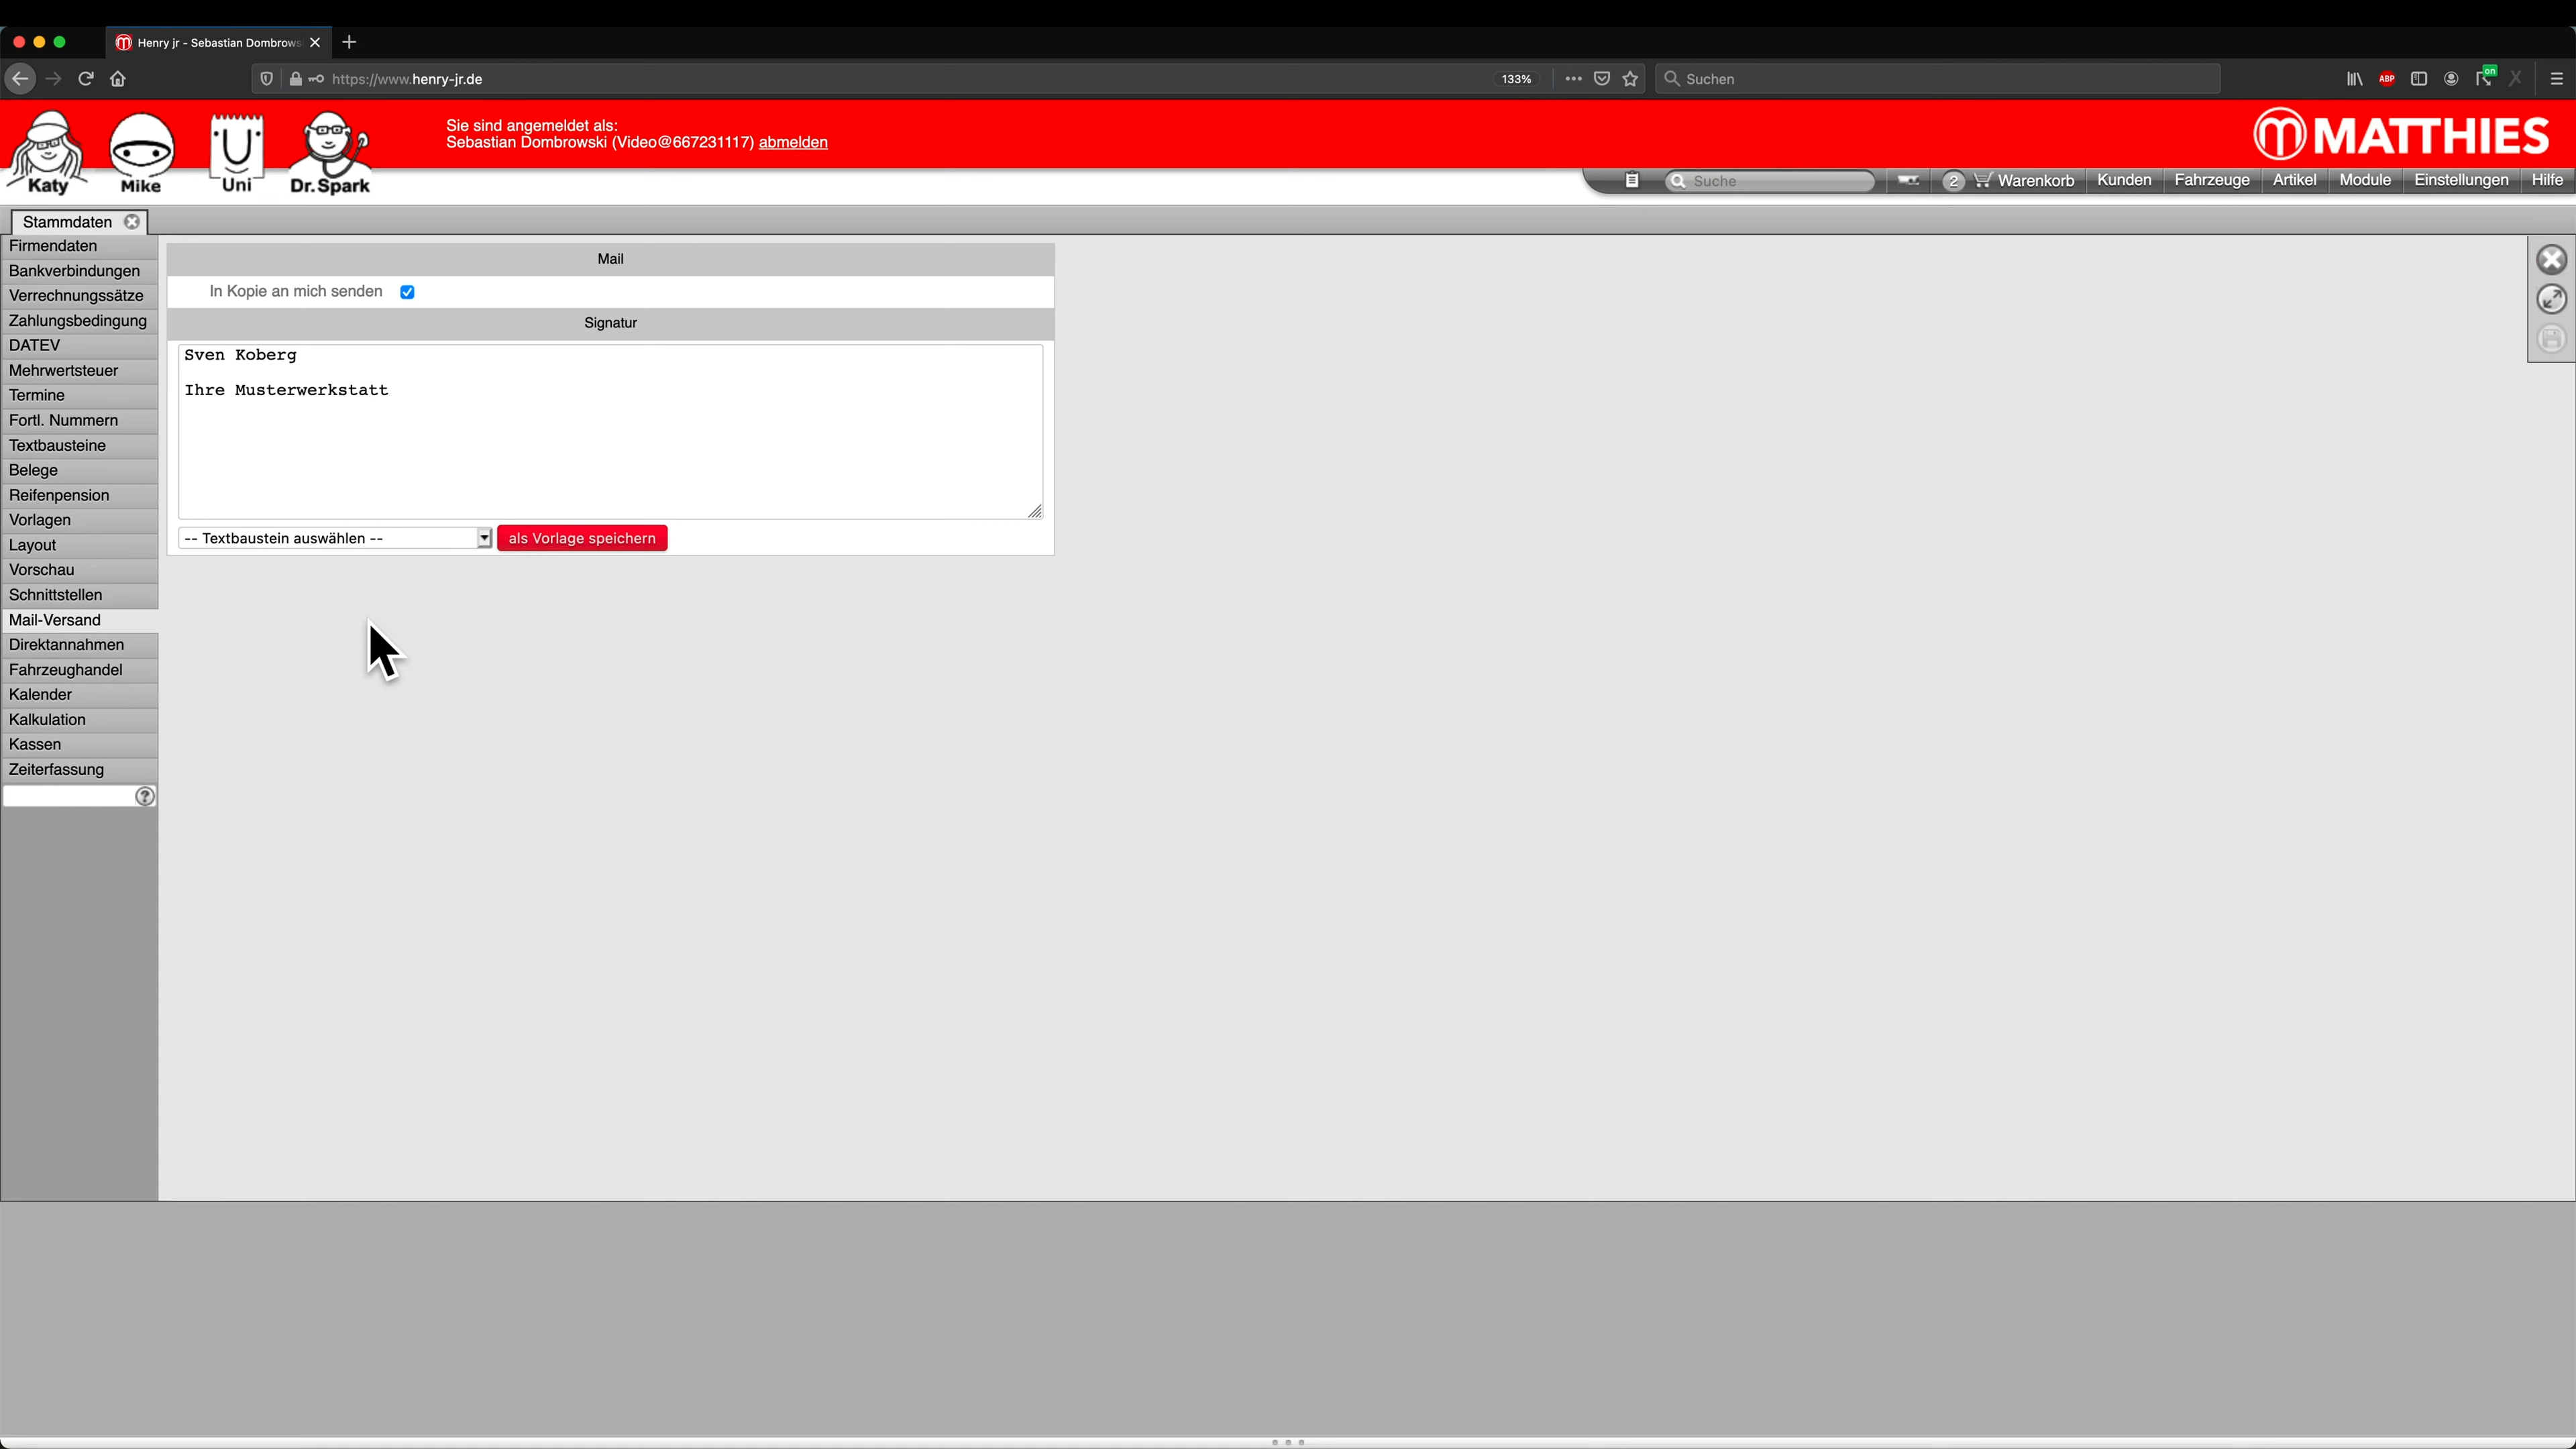 Henry jr - Sebastian Dombrows
https://www.henry-jr.de
133%
Suchen
ABP
on
Katy
Mike
U
Uni
Dr. Spark
Sie sind angemeldet als:
Sebastian Dombrowski (Video@667231117) abmelden
m MATTHIES
Suche
2 Warenkorb
Kunden
Fahrzeuge
Artikel
Module
Einstellungen
Hilfe
Stammdaten
Firmendaten
Bankverbindungen
Verrechnungssätze
Zahlungsbedingung
DATEV
Mehrwertsteuer
Termine
Fortl. Nummern
Textbausteine
Belege
Reifenpension
Vorlagen
Layout
Vorschau
Schnittstellen
Mail-Versand
Direktannahmen
Fahrzeughandel
Kalender
Kalkulation
Kassen
Zeiterfassung
Mail
In Kopie an mich senden
Signatur
Sven Koberg
Ihre Musterwerkstatt
-- Textbaustein auswählen --
als Vorlage speichern